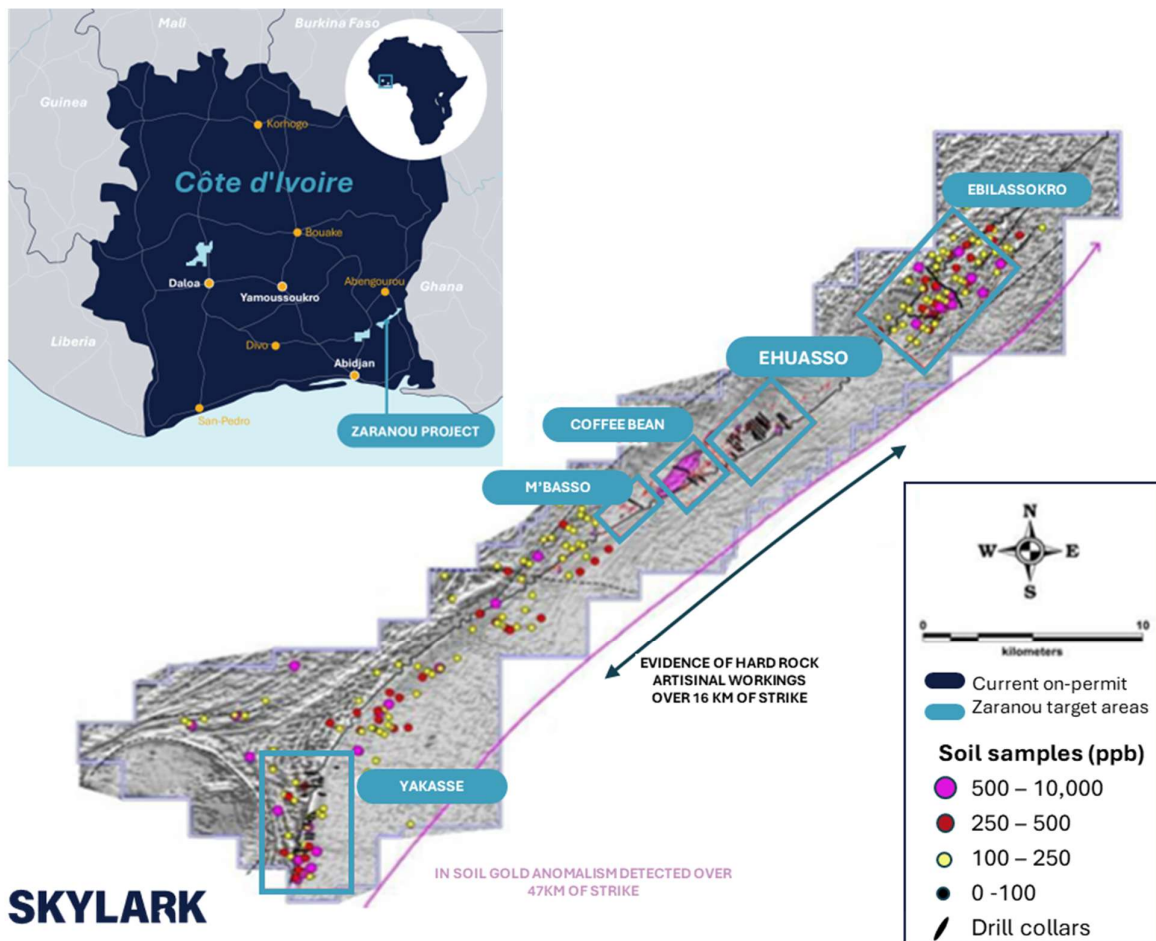 Mali
Burkina Faso
Guinea
Korhogo
Côte d'Ivoire
Bouake
Daloa
Yamoussoukro
Abengourou
Ghana
Liberia
Divo
Abidjan
San-Pedro
ZARANOU PROJECT
EBILASSOKRO
EHUASSO
COFFEE BEAN
M'BASSO
YAKASSE
EVIDENCE OF HARD ROCK
ARTISINAL WORKINGS
OVER 16 KM OF STRIKE
IN SOIL GOLD ANOMALISM DETECTED OVER
47KM OF STRIKE
N
W E
S
0 10
kilometers
Current on-permit
Zaranou target areas
Soil samples (ppb)
500 – 10,000
250 – 500
100 – 250
0 -100
Drill collars
SKYLARK